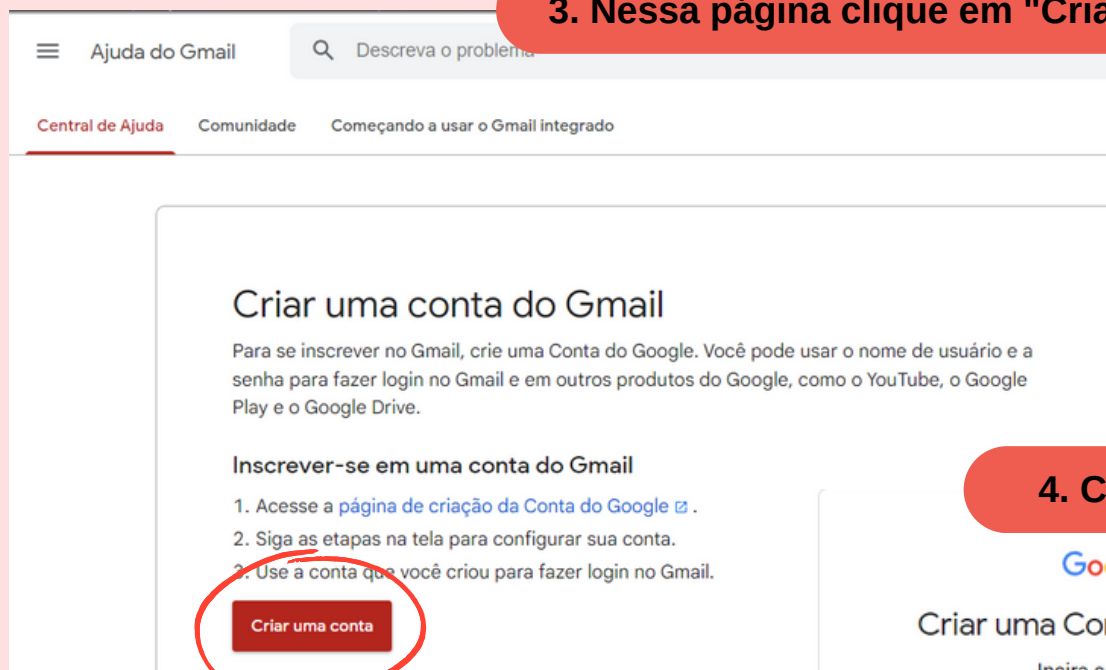 3. Nessa página clique em "Cria
Ajuda do Gmail
Descreva o problema
Central de Ajuda
Comunidade
Começando a usar o Gmail integrado
Criar uma conta do Gmail
Para se inscrever no Gmail, crie uma Conta do Google. Você pode usar o nome de usuário e a
senha para fazer login no Gmail e em outros produtos do Google, como o YouTube, o Google
Play e o Google Drive.
Inscrever-se em uma conta do Gmail
1. Acesse a página de criação da Conta do Google .
2. Siga as etapas na tela para configurar sua conta.
3. Use a conta que você criou para fazer login no Gmail.
Criar uma conta
4. C
Goo
Criar uma Co